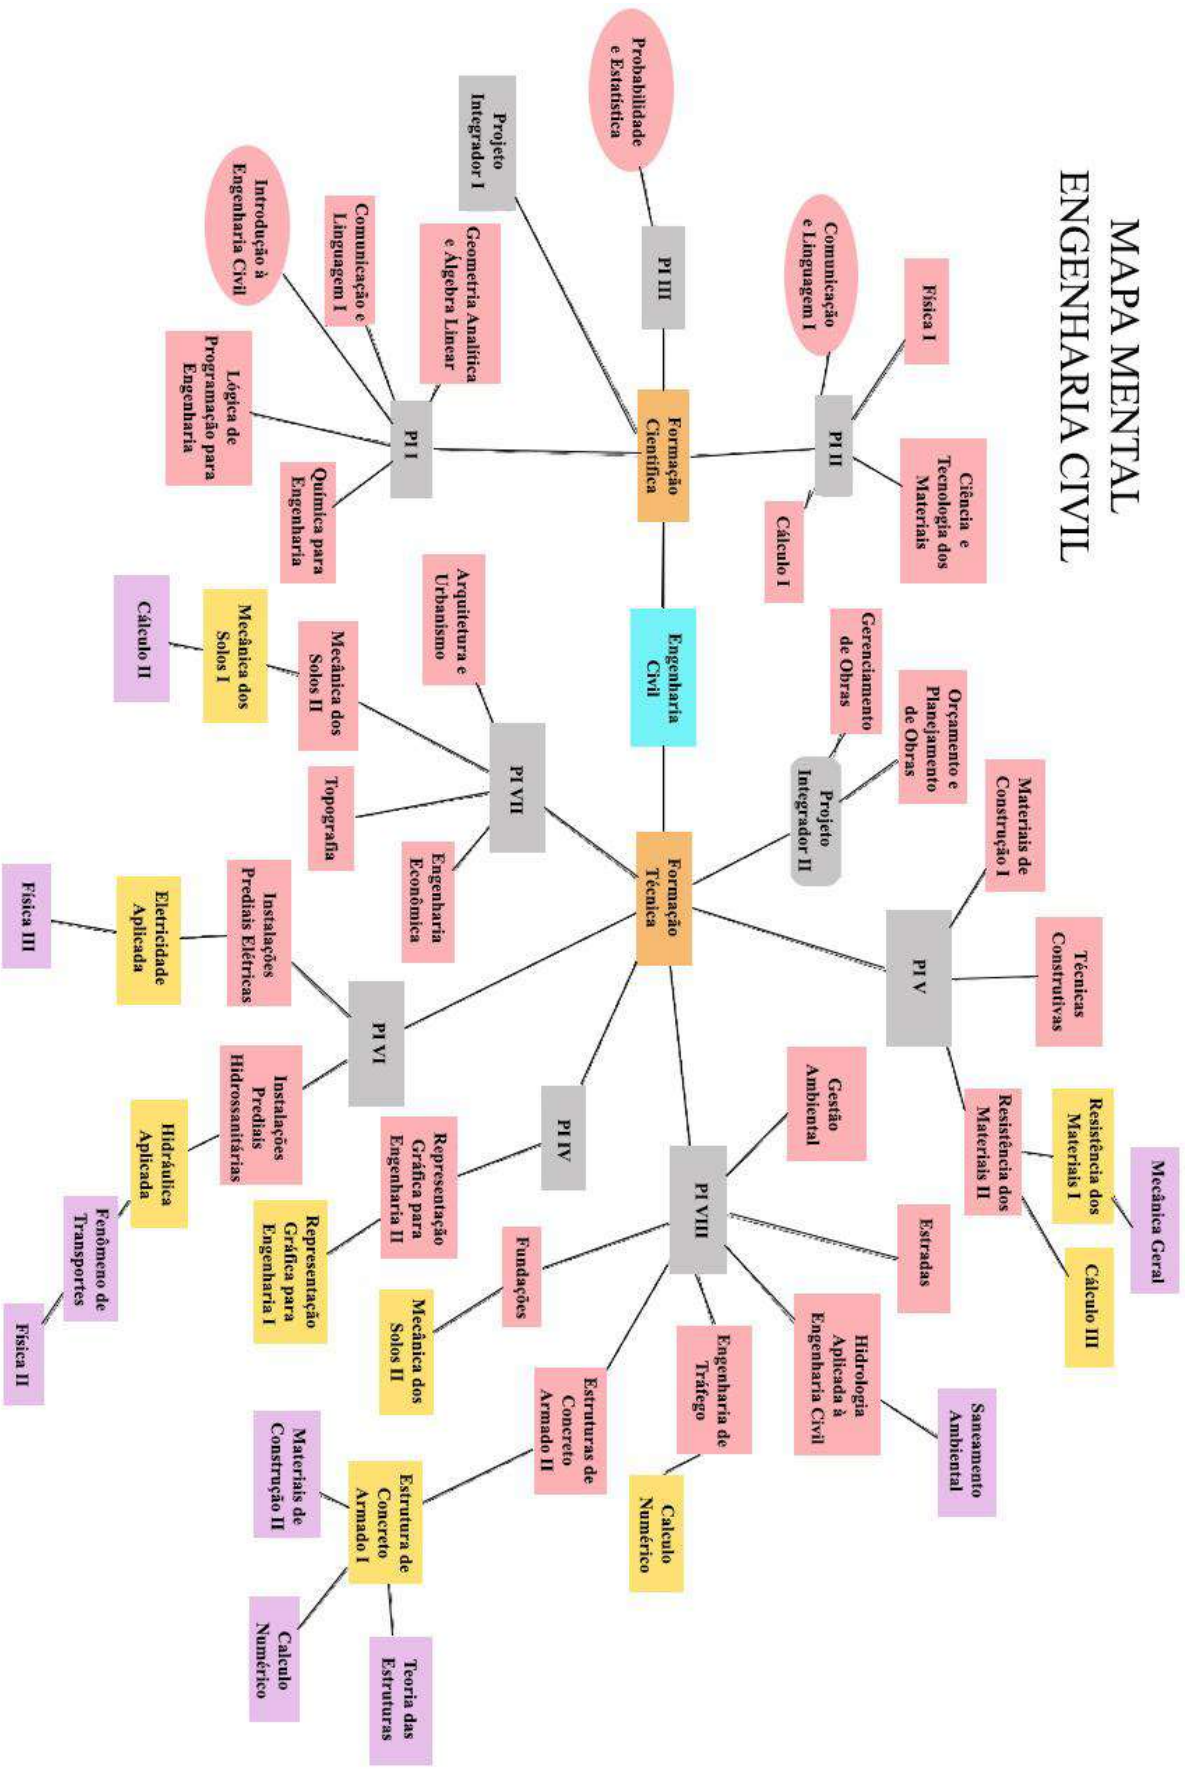 MAPA MENTAL
ENGENHARIA CIVIL
Física I
Comunicação
e Linguagem I
PI II
Ciência e
Tecnologia dos
Materiais
Cálculo I
Probabilidade
e Estatística
PI III
Projeto
Integrador I
Formação
Científica
Geometria Analítica
e Álgebra Linear
Comunicação e
Linguagem I
Introdução à
Engenharia Civil
PI I
Lógica de
Programação para
Engenharia
Química para
Engenharia
Engenharia
Civil
Formação
Técnica
Gerenciamento
de Obras
Orçamento e
Planejamento
de Obras
Projeto
Integrador II
Materiais de
Construção I
Técnicas
Construtivas
PI V
Resistência dos
Materiais II
Resistência dos
Materiais I
Mecânica Geral
Cálculo III
Arquitetura e
Urbanismo
PI VII
Mecânica dos
Solos II
Mecânica dos
Solos I
Cálculo II
Topografia
Engenharia
Econômica
PI VI
Instalações
Prediais Elétricas
Eletricidade
Aplicada
Física III
Instalações
Prediais
Hidrossanitárias
Hidráulica
Aplicada
Fenômeno de
Transportes
Física II
PI IV
Representação
Gráfica para
Engenharia II
Representação
Gráfica para
Engenharia I
PI VIII
Gestão
Ambiental
Estradas
Hidrologia
Aplicada à
Engenharia Civil
Saneamento
Ambiental
Engenharia de
Tráfego
Calculo
Numérico
Fundações
Mecânica dos
Solos II
Estruturas de
Concreto
Armado II
Estrutura de
Concreto
Armado I
Materiais de
Construção II
Calculo
Numérico
Teoria das
Estruturas